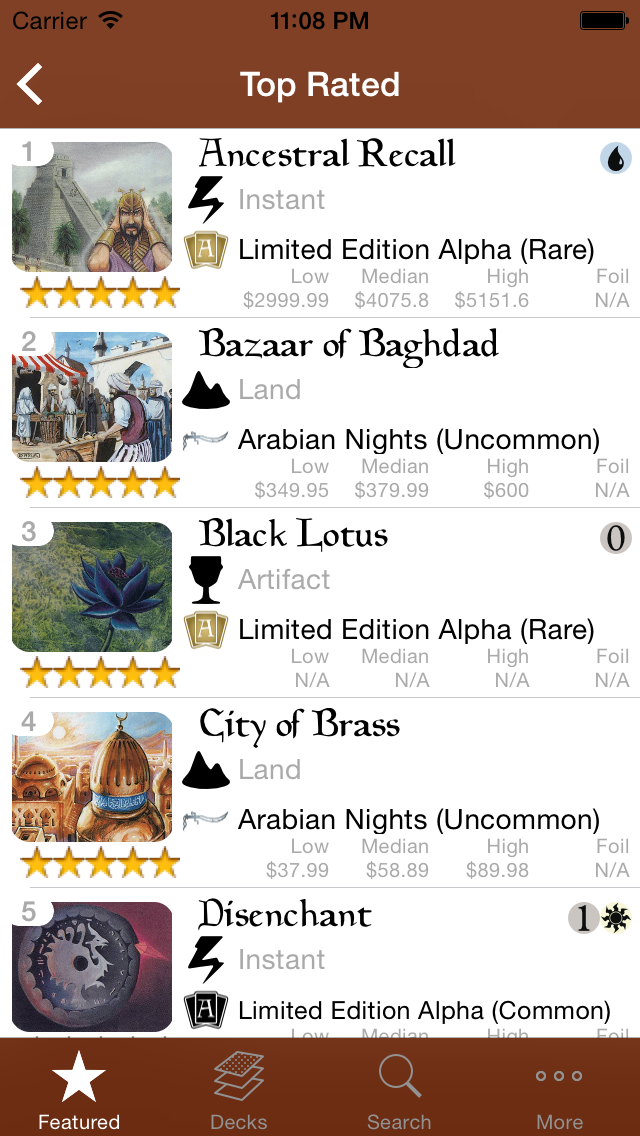 Carrier 11:08 PM
Top Rated
1 Ancestral Recall
Instant
A Limited Edition Alpha (Rare)
Low Median High Foil
$2999.99 $4075.8 $5151.6 N/A
2 Bazaar of Baghdad
Land
Arabian Nights (Uncommon)
Low Median High Foil
$349.95 $379.99 $600 N/A
3 Black Lotus 0
Artifact
A Limited Edition Alpha (Rare)
Low Median High Foil
N/A N/A N/A N/A
4 City of Brass
Land
Arabian Nights (Uncommon)
Low Median High Foil
$37.99 $58.89 $89.98 N/A
5 Disenchant 1
Instant
A Limited Edition Alpha (Common)
Low Median High Foil
Featured Decks Search More